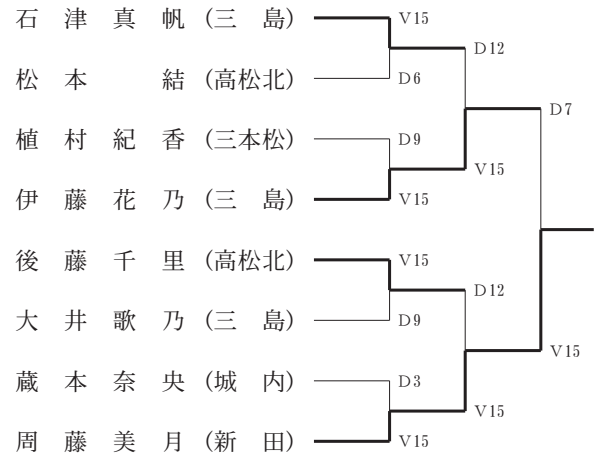 石津真帆(三島) V15
D12
松本結(高松北) D6
D7
植村紀香(三本松) D9
V15
伊藤花乃(三島) V15
後藤千里(高松北) V15
D12
大井歌乃(三島) D9
V15
蔵本奈央(城内) D3
V15
周藤美月(新田) V15